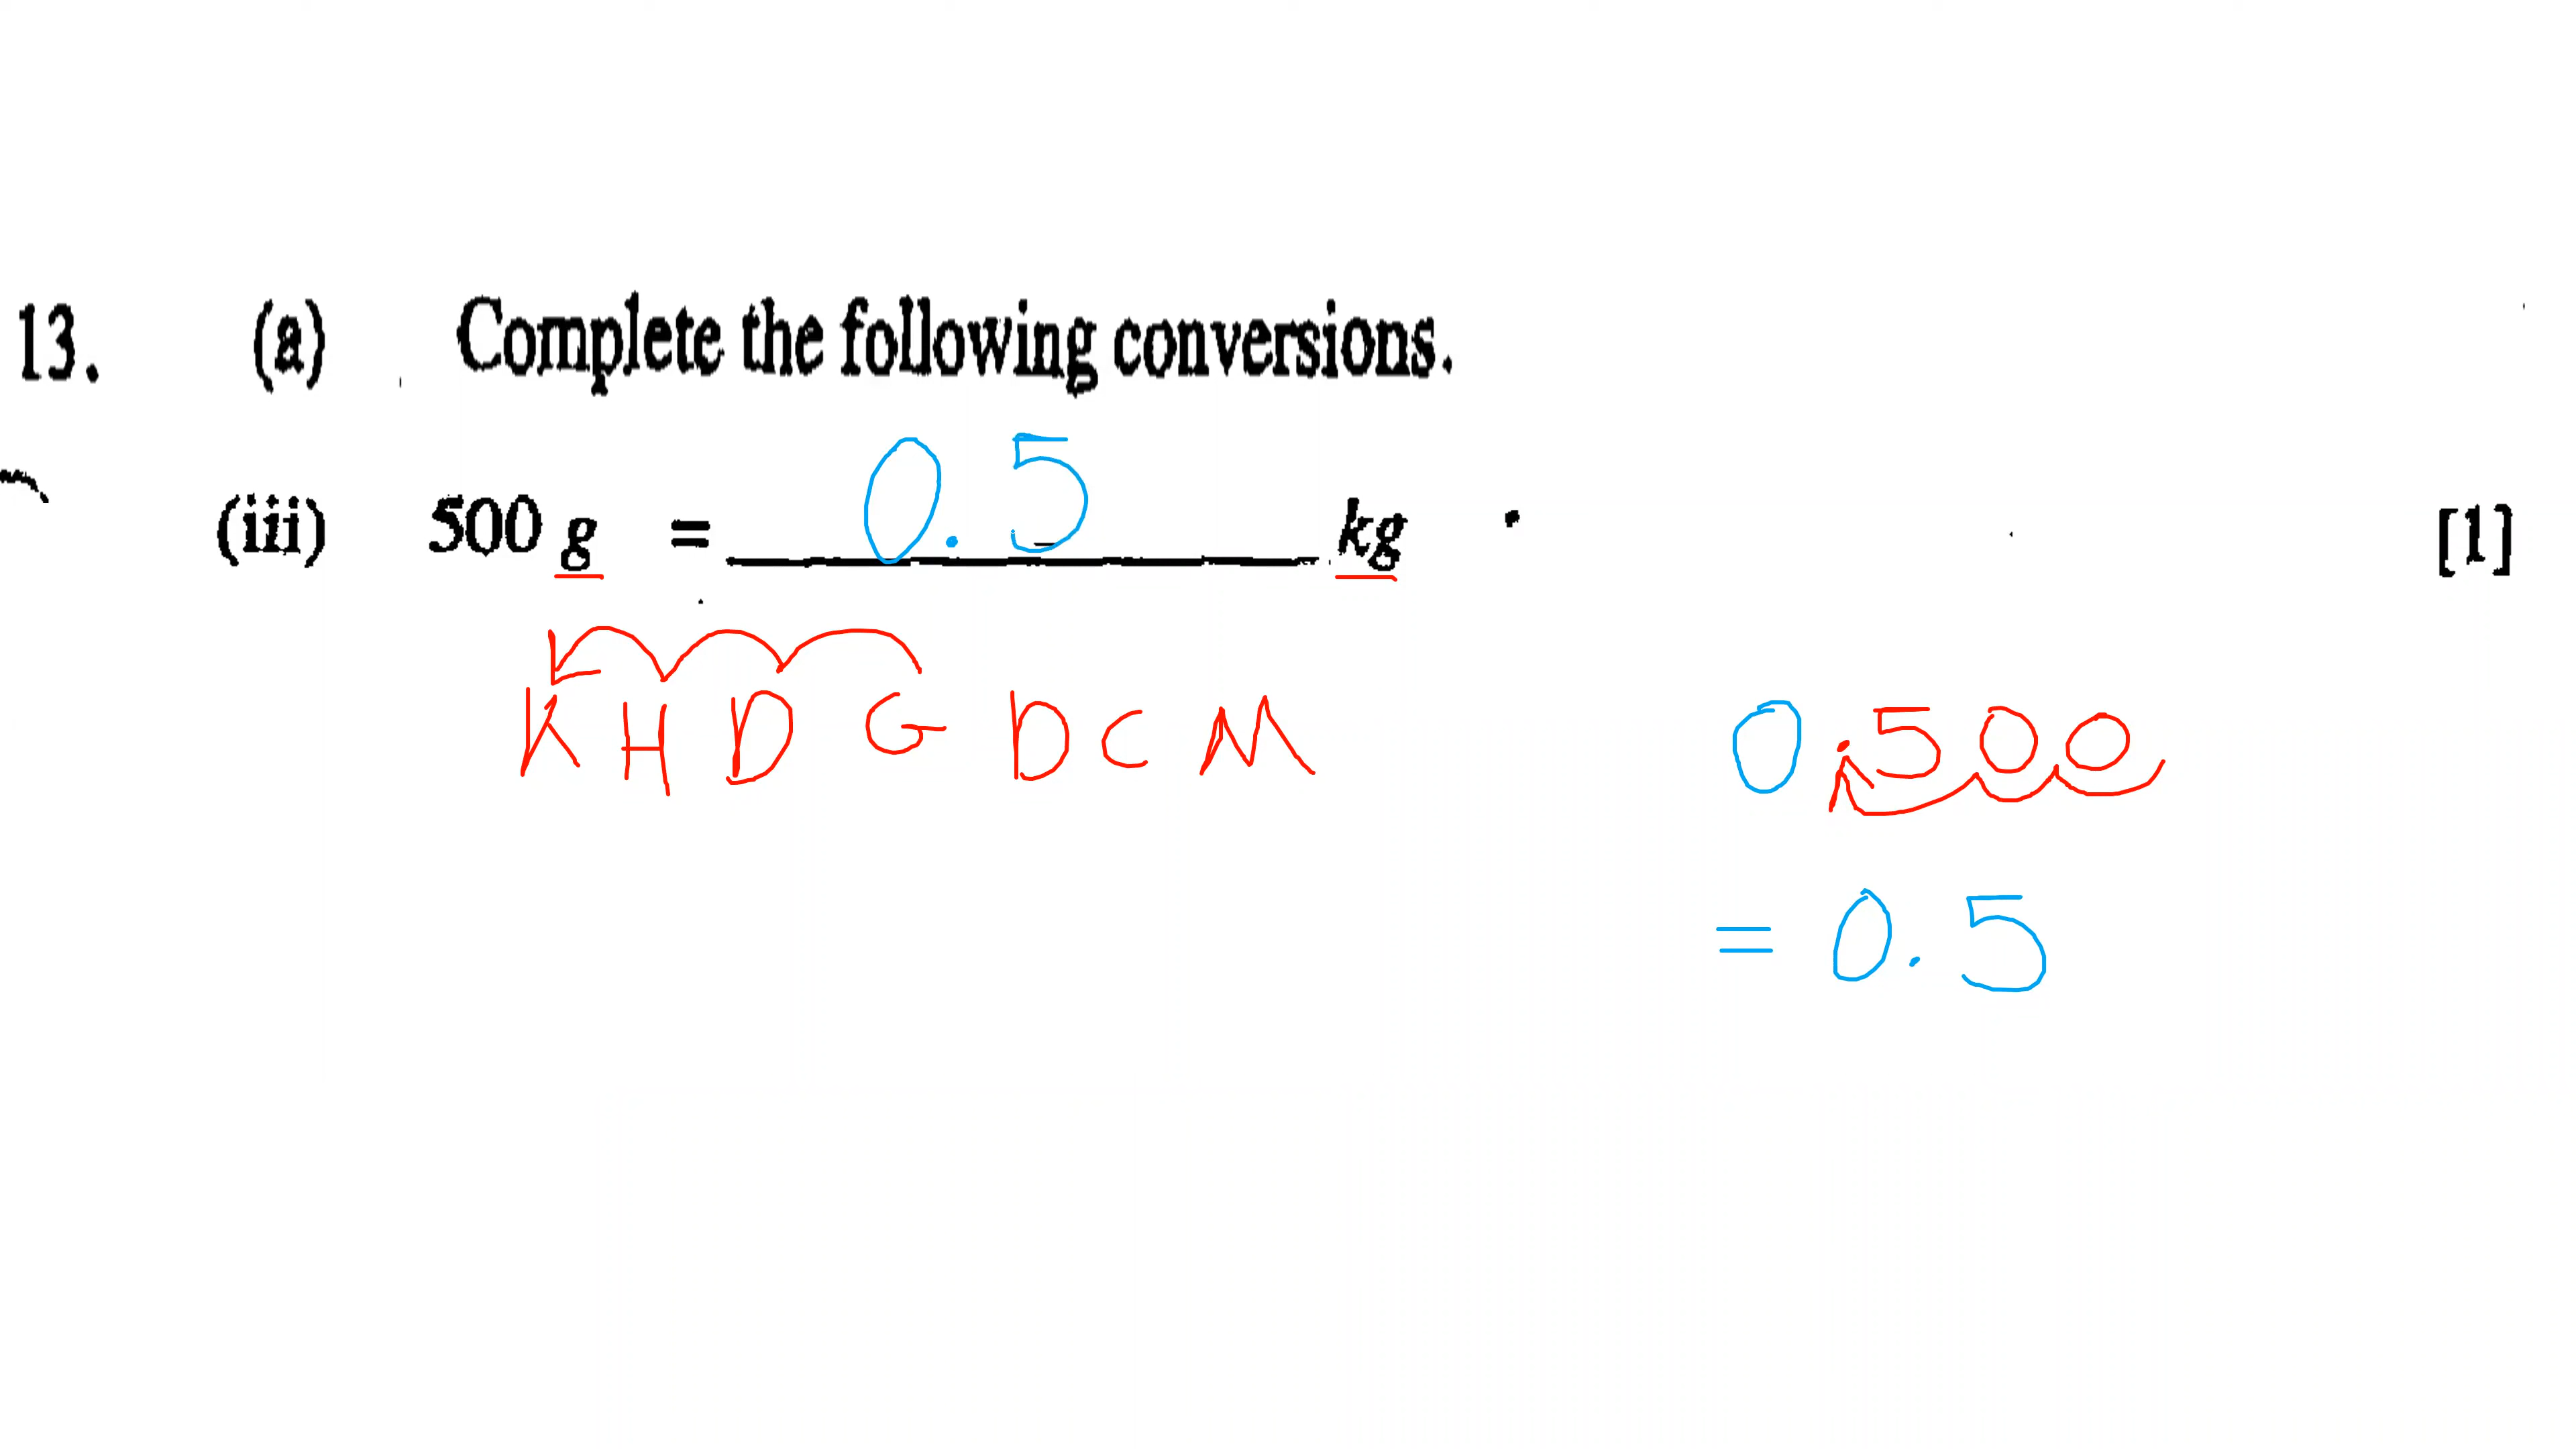 13. (a) Complete the following conversions.
(iii) 500 g = 0.5 kg [1]
K H D G D C M
0.500
= 0.5